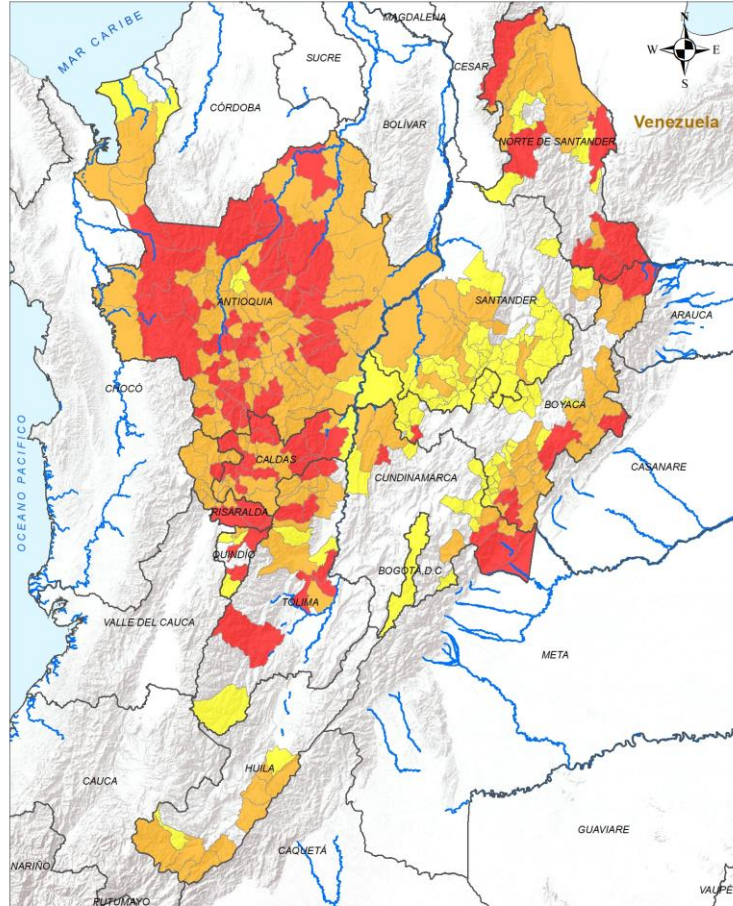 MAR CARIBE
MAGDALENA
SUCRE
CESAR
CÓRDOBA
BOLÍVAR
N
W
E
S
Venezuela
NORTE DE SANTANDER
ANTIOQUIA
SANTANDER
ARAUCA
CHOCÓ
BOYACÁ
CALDAS
CUNDINAMARCA
CASANARE
OCEANO PACIFICO
RISARALDA
QUINDÍO
BOGOTÁ,D.C
TOLIMA
VALLE DEL CAUCA
META
HUILA
CAUCA
GUAVIARE
CAQUETÁ
NARIÑO
PUTUMAYO
VAUPÉ